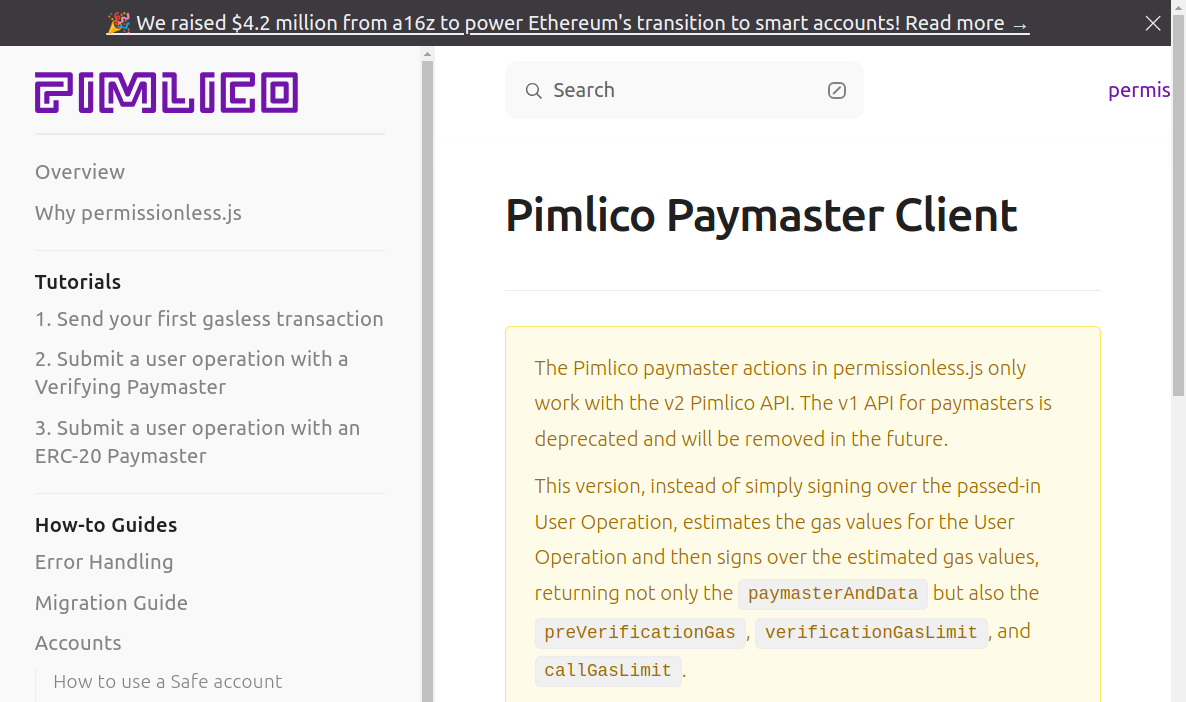 🎉 We raised $4.2 million from a16z to power Ethereum's transition to smart accounts! Read more →
PIMLICO
Search
permis
Overview
Why permissionless.js
Tutorials
1. Send your first gasless transaction
2. Submit a user operation with a
Verifying Paymaster
3. Submit a user operation with an
ERC-20 Paymaster
How-to Guides
Error Handling
Migration Guide
Accounts
How to use a Safe account
Pimlico Paymaster Client
The Pimlico paymaster actions in permissionless.js only
work with the v2 Pimlico API. The v1 API for paymasters is
deprecated and will be removed in the future.
This version, instead of simply signing over the passed-in
User Operation, estimates the gas values for the User
Operation and then signs over the estimated gas values,
returning not only the paymasterAndData but also the
preVerificationGas, verificationGasLimit, and
callGasLimit.